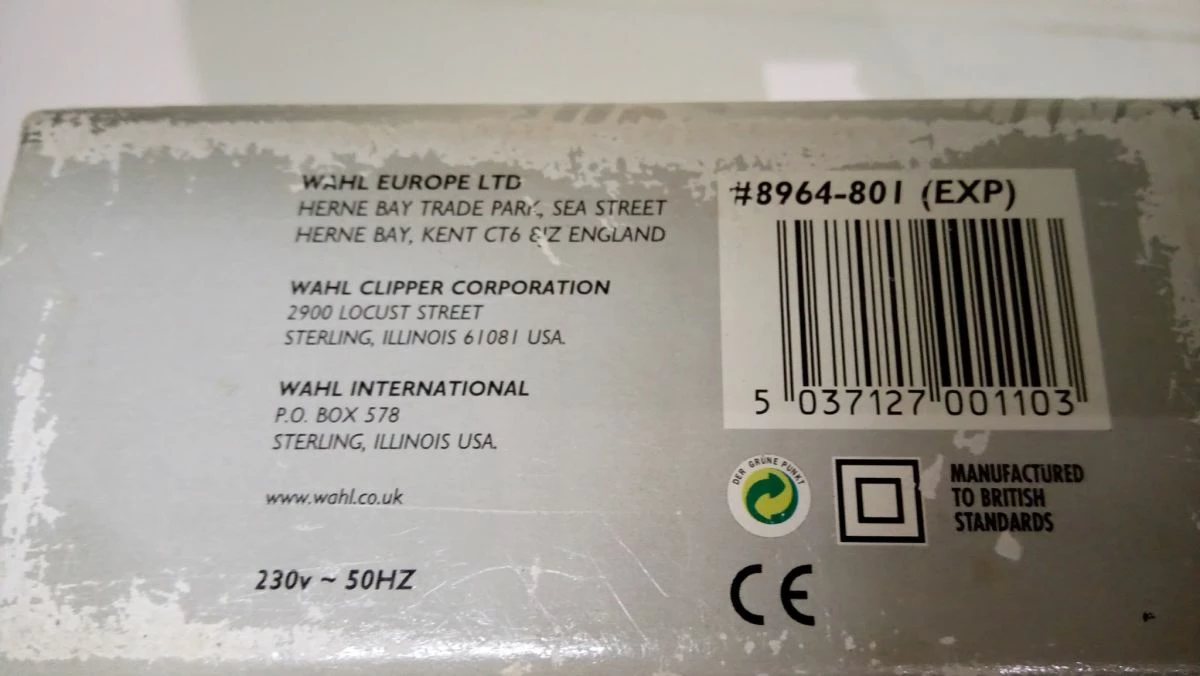 WAHL EUROPE LTD
HERNE BAY TRADE PARK, SEA STREET
HERNE BAY, KENT CT6 8JZ ENGLAND
WAHL CLIPPER CORPORATION
2900 LOCUST STREET
STERLING, ILLINOIS 61081 USA.
WAHL INTERNATIONAL
P.O. BOX 578
STERLING, ILLINOIS USA.
www.wahl.co.uk
230v ~ 50HZ
#8964-801 (EXP)
5 037127 001103
DER GRÜNE PUNKT
MANUFACTURED
TO BRITISH
STANDARDS
CE